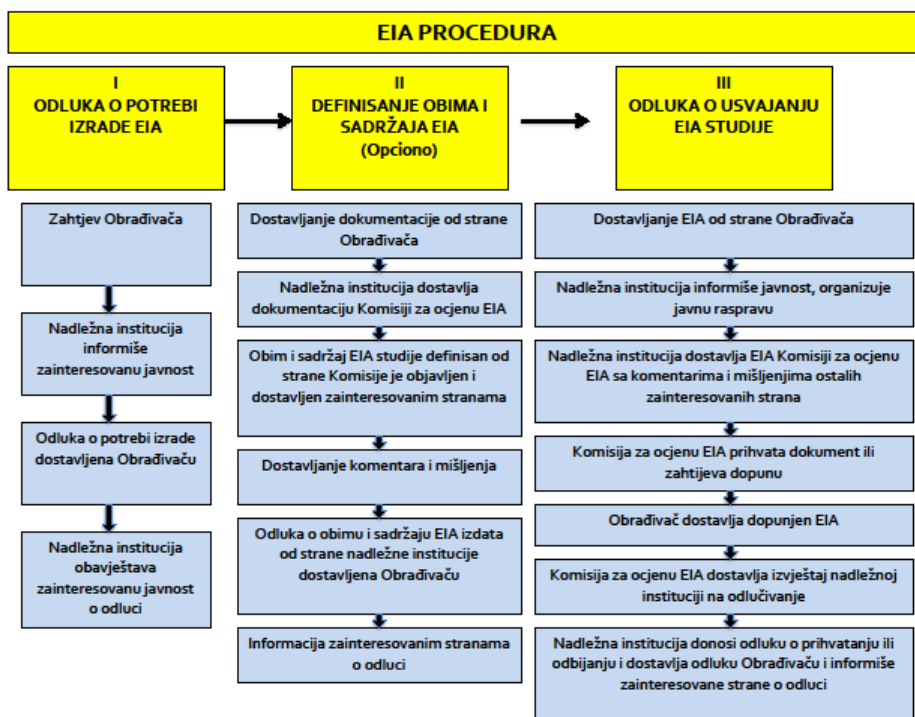 EIA PROCEDURA
I
ODLUKA O POTREBI
IZRADE EIA
II
DEFINISANJE OBIMA I
SADRŽAJA EIA
(Opciono)
III
ODLUKA O USVAJANJU
EIA STUDIJE
Zahtjev Obrađivača
Nadležna institucija
informiše
zainteresovanu javnost
Odluka o potrebi izrade
dostavljena Obrađivaču
Nadležna institucija
obavještava
zainteresovanu javnost
o odluci
Dostavljanje dokumentacije od strane
Obrađivača
Nadležna institucija dostavlja
dokumentaciju Komisiji za ocjenu EIA
Obim i sadržaj EIA studije definisan od
strane Komisije je objavljen i
dostavljen zainteresovanim stranama
Dostavljanje komentara i mišljenja
Odluka o obimu i sadržaju EIA izdata
od strane nadležne institucije
dostavljena Obrađivaču
Informacija zainteresovanim stranama
o odluci
Dostavljanje EIA od strane Obrađivača
Nadležna institucija informiše javnost, organizuje
javnu raspravu
Nadležna institucija dostavlja EIA Komisiji za ocjenu
EIA sa komentarima i mišljenjima ostalih
zainteresovanih strana
Komisija za ocjenu EIA prihvata dokument ili
zahtijeva dopunu
Obrađivač dostavlja dopunjen EIA
Komisija za ocjenu EIA dostavlja izvještaj nadležnoj
instituciji na odlučivanje
Nadležna institucija donosi odluku o prihvatanju ili
odbijanju i dostavlja odluku Obrađivaču i informiše
zainteresovane strane o odluci